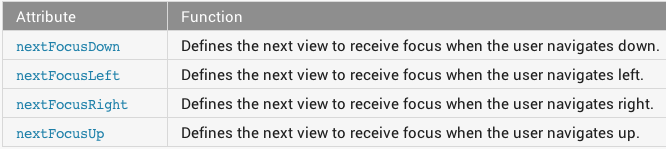 Attribute Function
nextFocusDown Defines the next view to receive focus when the user navigates down.
nextFocusLeft Defines the next view to receive focus when the user navigates left.
nextFocusRight Defines the next view to receive focus when the user navigates right.
nextFocusUp Defines the next view to receive focus when the user navigates up.